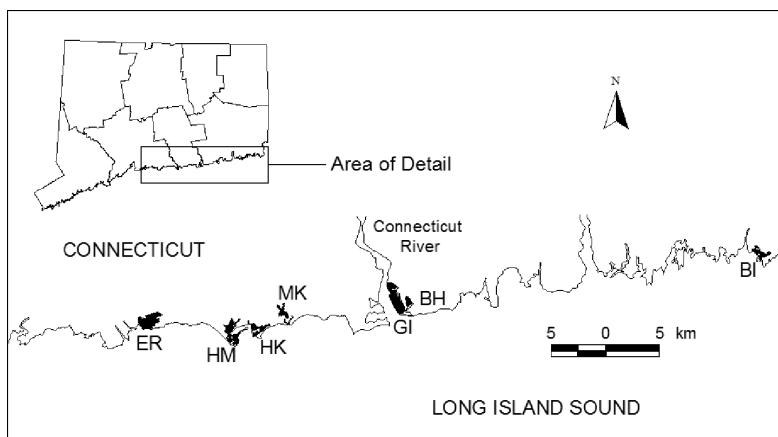 N
Area of Detail
Connecticut
River
CONNECTICUT
BI
MK
BH
GI
ER
HM
HK
5 0 5 km
LONG ISLAND SOUND